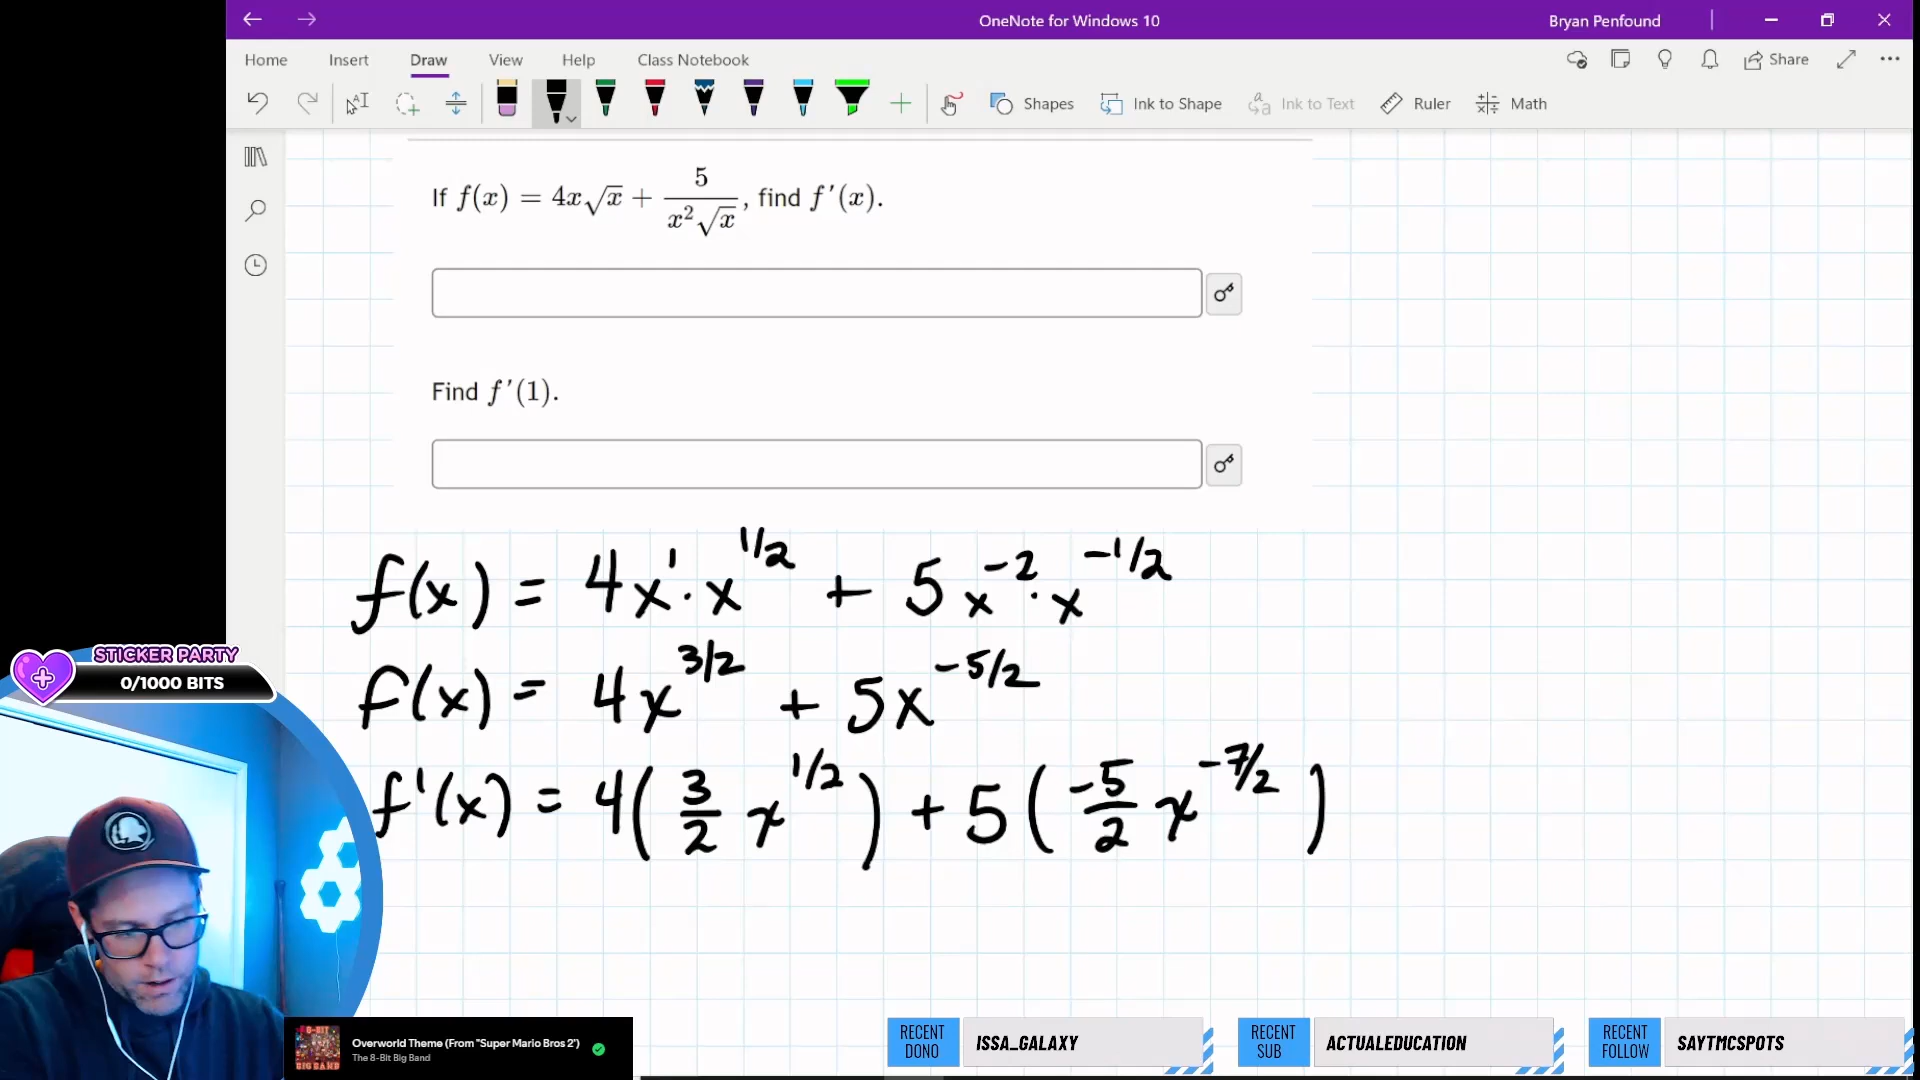 OneNote for Windows 10
Bryan Penfound
Home Insert Draw View Help Class Notebook
Share
Shapes Ink to Shape Ink to Text Ruler Math
If f(x) = 4x√x + 5/(x²√x), find f'(x).
Find f'(1).
f(x) = 4x¹ · x^(1/2) + 5x^(-2) · x^(-1/2)
f(x) = 4x^(3/2) + 5x^(-5/2)
f'(x) = 4(3/2 x^(1/2)) + 5(-5/2 x^(-7/2))
STICKER PARTY
0/1000 BITS
Overworld Theme (From "Super Mario Bros 2")
The 8-Bit Big Band
RECENT DONO ISSA_GALAXY
RECENT SUB ACTUALEDUCATION
RECENT FOLLOW SAYTMCSPOTS